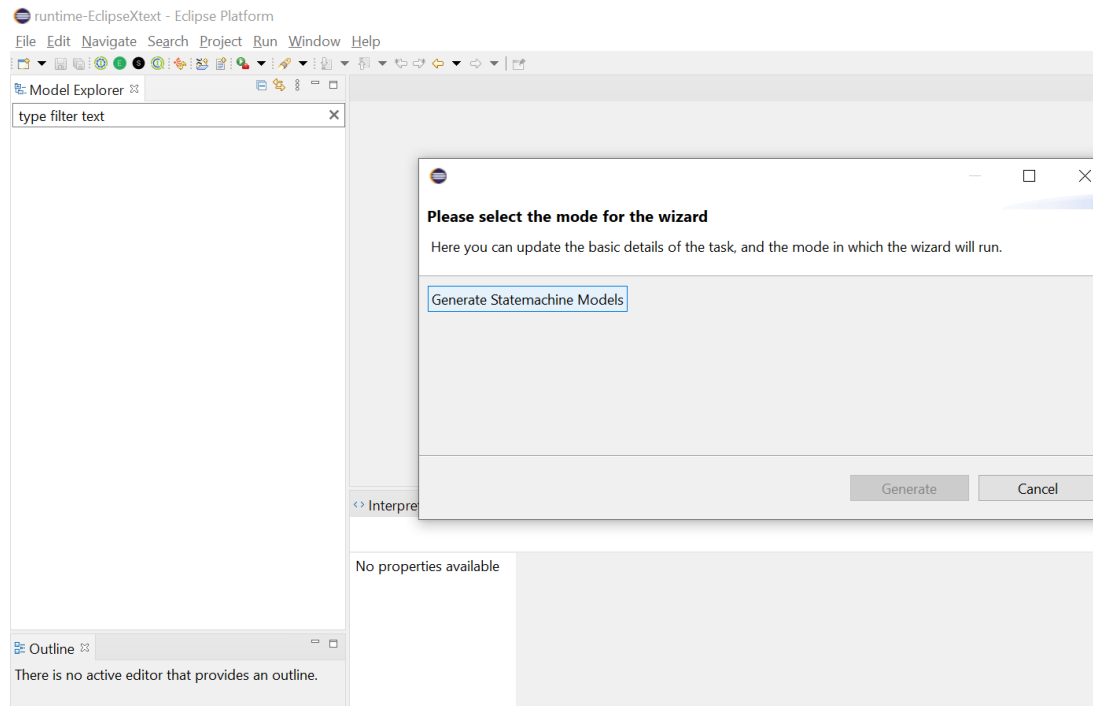 runtime-EclipseXtext - Eclipse Platform
File Edit Navigate Search Project Run Window Help
Model Explorer
type filter text
Please select the mode for the wizard
Here you can update the basic details of the task, and the mode in which the wizard will run.
Generate Statemachine Models
Generate Cancel
Interpre
No properties available
Outline
There is no active editor that provides an outline.